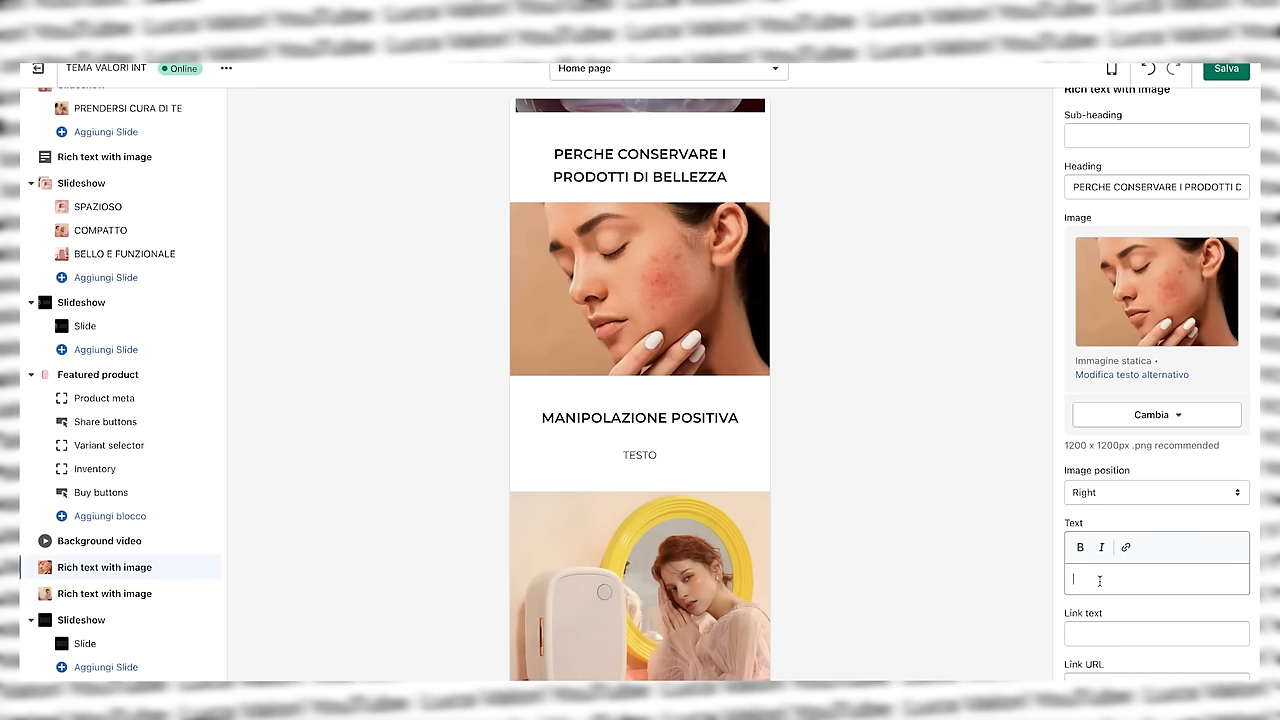 TEMA VALORI INT
Online
Home page
Salva
Slideshow
PRENDERSI CURA DI TE
Aggiungi Slide
Rich text with image
Slideshow
SPAZIOSO
COMPATTO
BELLO E FUNZIONALE
Aggiungi Slide
Slideshow
Slide
Aggiungi Slide
Featured product
Product meta
Share buttons
Variant selector
Inventory
Buy buttons
Aggiungi blocco
Background video
Rich text with image
Rich text with image
Slideshow
Slide
Aggiungi Slide
PERCHE CONSERVARE I
PRODOTTI DI BELLEZZA
MANIPOLAZIONE POSITIVA
TESTO
Rich text with image
Sub-heading
Heading
PERCHE CONSERVARE I PRODOTTI D
Image
Immagine statica •
Modifica testo alternativo
Cambia
1200 x 1200px .png recommended
Image position
Right
Text
B I
Link text
Link URL